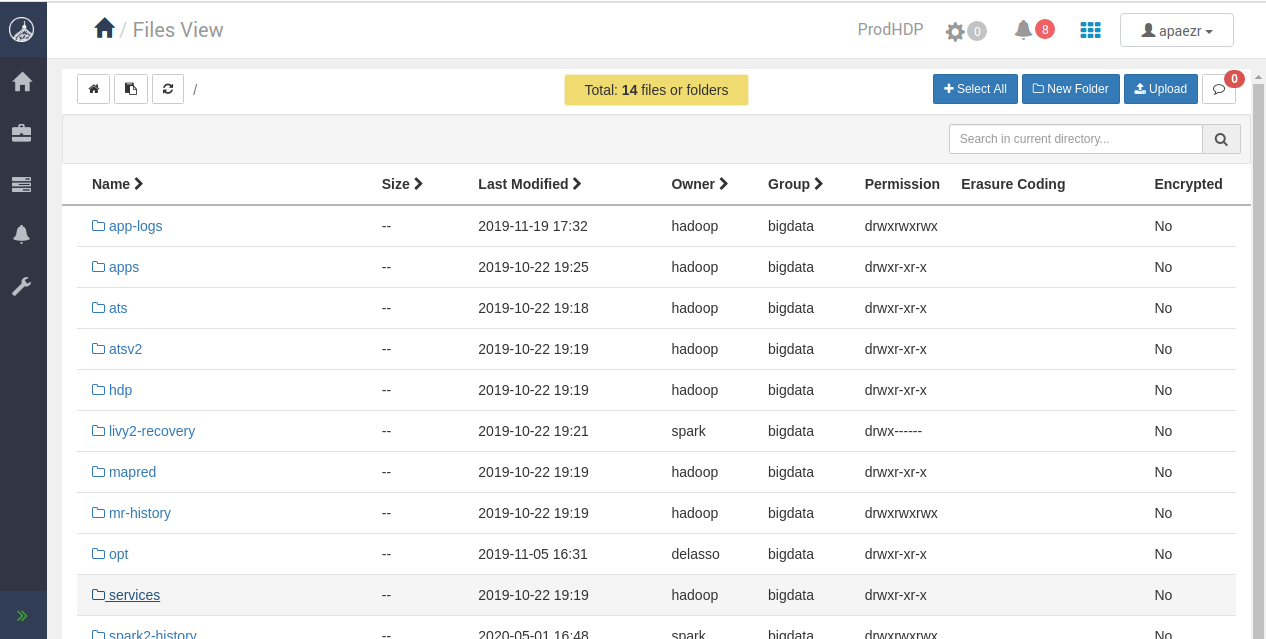 / Files View
ProdHDP 0 8 apaezr
/ Total: 14 files or folders Select All New Folder Upload 0
Search in current directory...
Name Size Last Modified Owner Group Permission Erasure Coding Encrypted
app-logs -- 2019-11-19 17:32 hadoop bigdata drwxrwxrwx No
apps -- 2019-10-22 19:25 hadoop bigdata drwxr-xr-x No
ats -- 2019-10-22 19:18 hadoop bigdata drwxr-xr-x No
atsv2 -- 2019-10-22 19:19 hadoop bigdata drwxr-xr-x No
hdp -- 2019-10-22 19:19 hadoop bigdata drwxr-xr-x No
livy2-recovery -- 2019-10-22 19:21 spark bigdata drwx------ No
mapred -- 2019-10-22 19:19 hadoop bigdata drwxr-xr-x No
mr-history -- 2019-10-22 19:19 hadoop bigdata drwxrwxrwx No
opt -- 2019-11-05 16:31 delasso bigdata drwxr-xr-x No
services -- 2019-10-22 19:19 hadoop bigdata drwxr-xr-x No
spark2-history -- 2020-05-01 16:48 spark bigdata drwxrwxrwx No